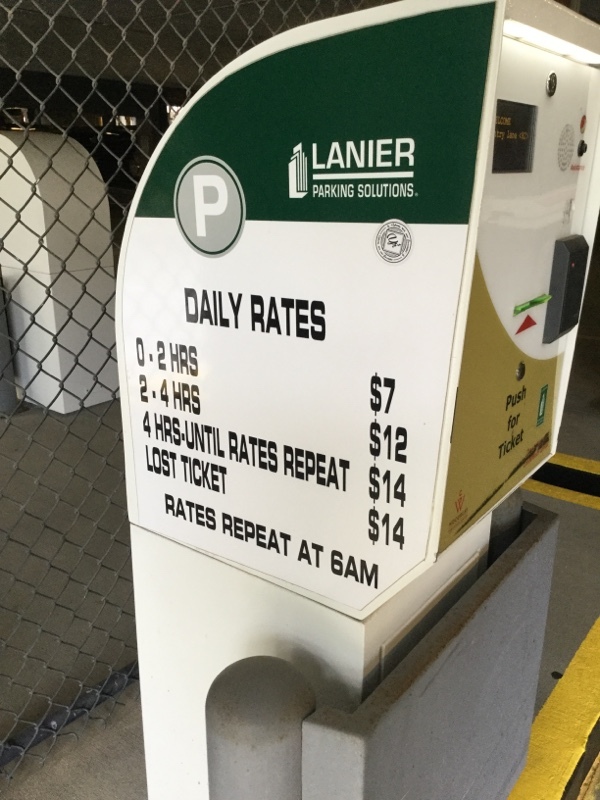 LANIER
PARKING SOLUTIONS
P
DAILY RATES
0 - 2 HRS $7
2 - 4 HRS $12
4 HRS-UNTIL RATES REPEAT $14
LOST TICKET $14
RATES REPEAT AT 6AM
Push
for
Ticket